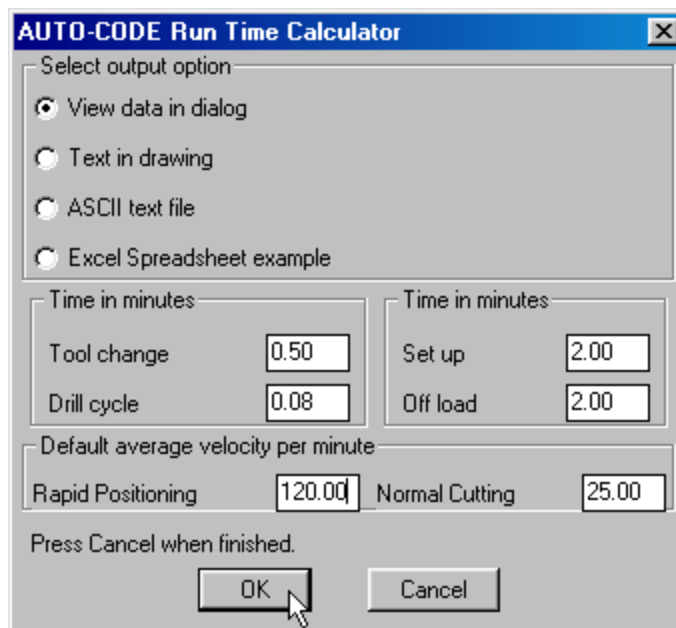 AUTO-CODE Run Time Calculator
Select output option
View data in dialog
Text in drawing
ASCII text file
Excel Spreadsheet example
Time in minutes
Tool change 0.50
Drill cycle 0.08
Time in minutes
Set up 2.00
Off load 2.00
Default average velocity per minute
Rapid Positioning 120.00 Normal Cutting 25.00
Press Cancel when finished.
OK Cancel